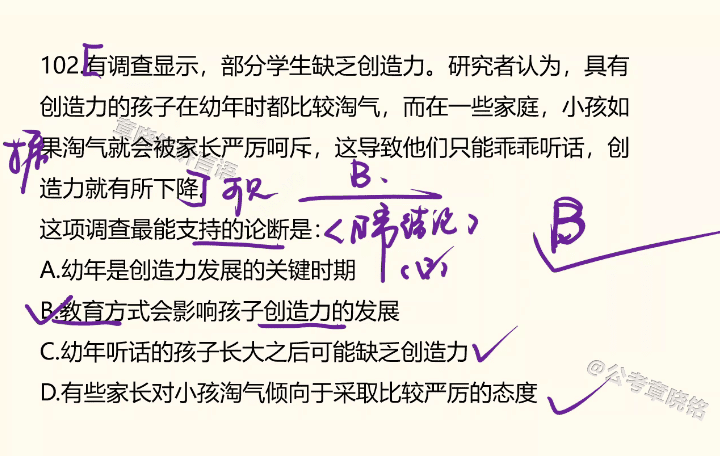 102.有调查显示，部分学生缺乏创造力。研究者认为，具有
创造力的孩子在幼年时都比较淘气，而在一些家庭，小孩如
果淘气就会被家长严厉呵斥，这导致他们只能乖乖听话，创
造力就有所下降。
B.
这项调查最能支持的论断是：
B
A.幼年是创造力发展的关键时期
B.教育方式会影响孩子创造力的发展
C.幼年听话的孩子长大之后可能缺乏创造力
D.有些家长对小孩淘气倾向于采取比较严厉的态度
@公考章晓铭